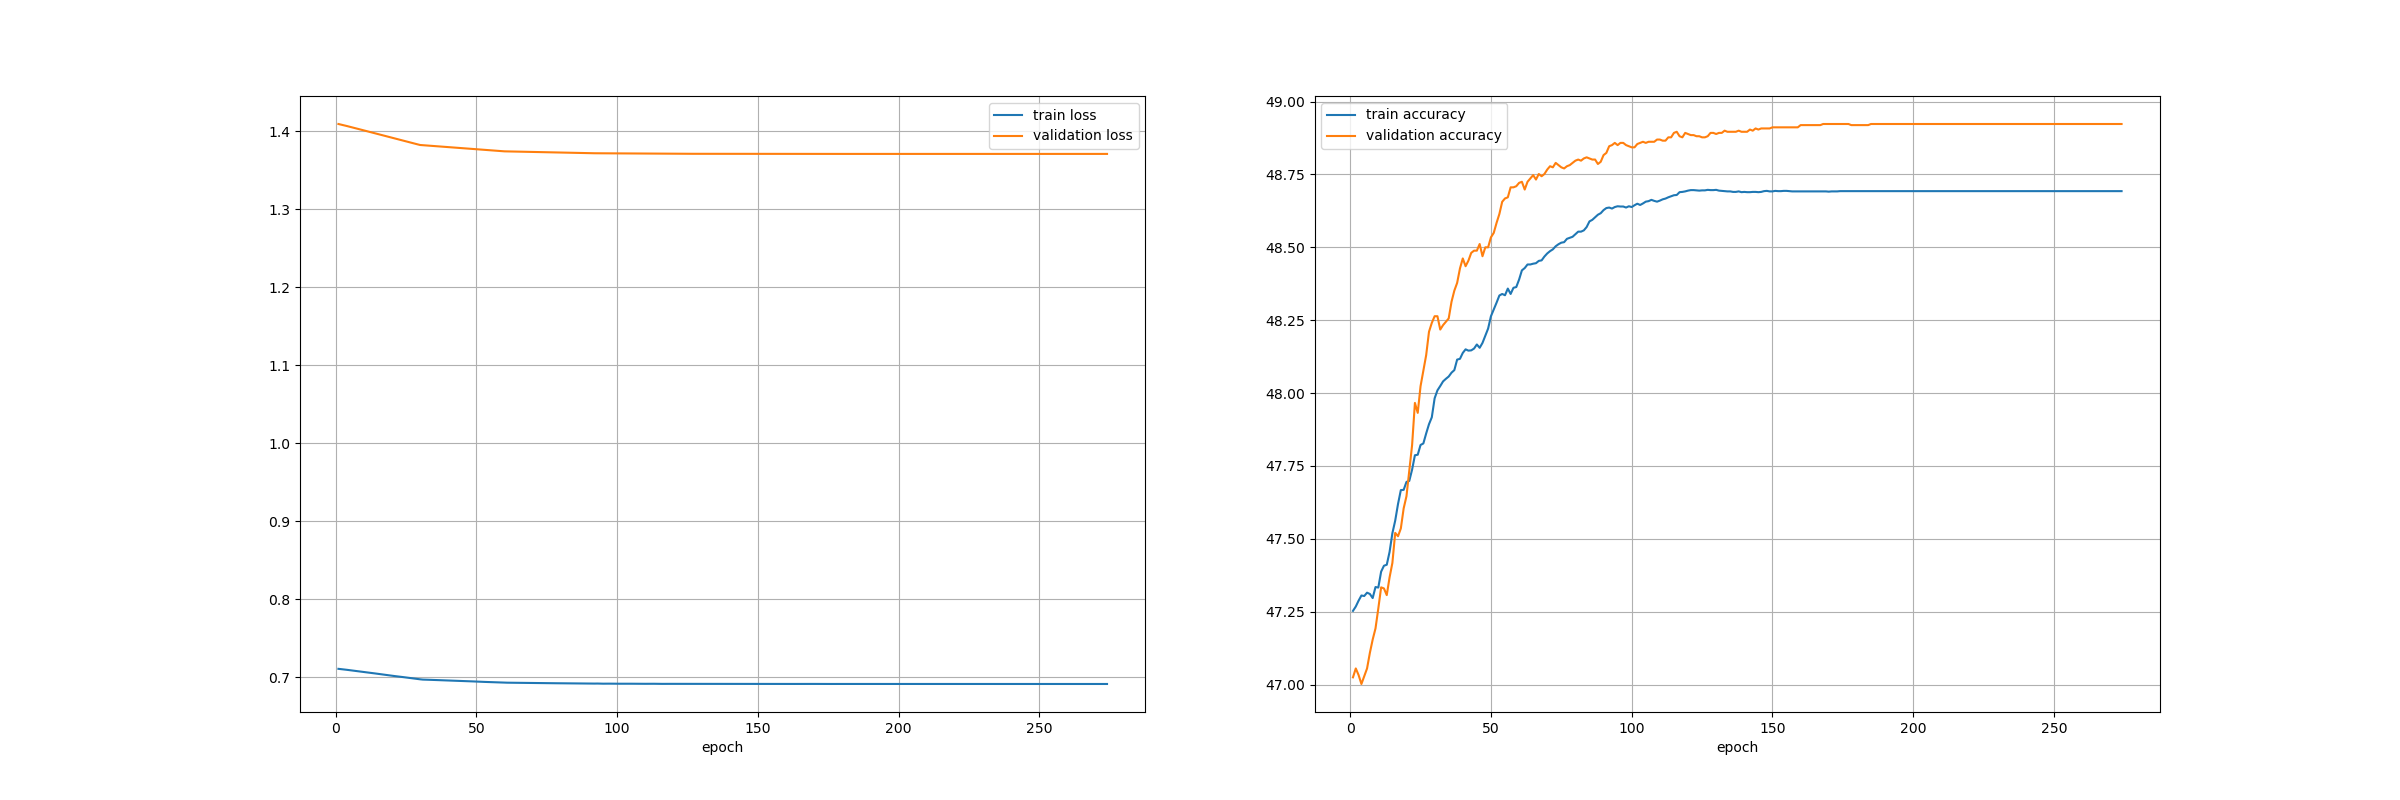 train loss
validation loss
1.4
1.3
1.2
1.1
1.0
0.9
0.8
0.7
0 50 100 150 200 250
epoch
train accuracy
validation accuracy
49.00
48.75
48.50
48.25
48.00
47.75
47.50
47.25
47.00
0 50 100 150 200 250
epoch